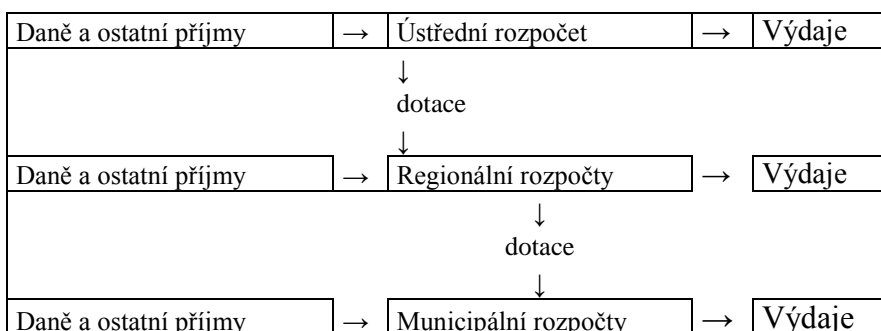 Daně a ostatní příjmy → Ústřední rozpočet → Výdaje
↓
dotace
↓
Daně a ostatní příjmy → Regionální rozpočty → Výdaje
↓
dotace
↓
Daně a ostatní příjmy → Municipální rozpočty → Výdaje